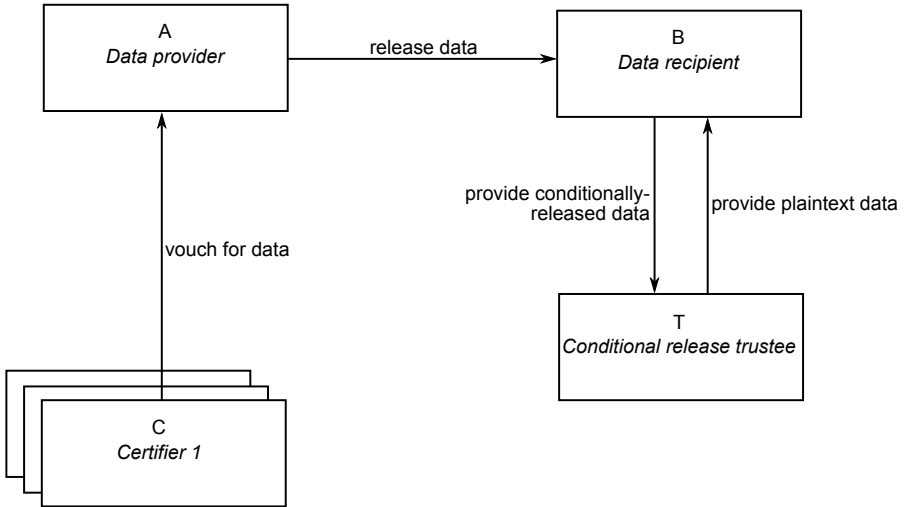 A
Data provider
release data
B
Data recipient
provide conditionally-
released data
provide plaintext data
vouch for data
T
Conditional release trustee
C
Certifier 1